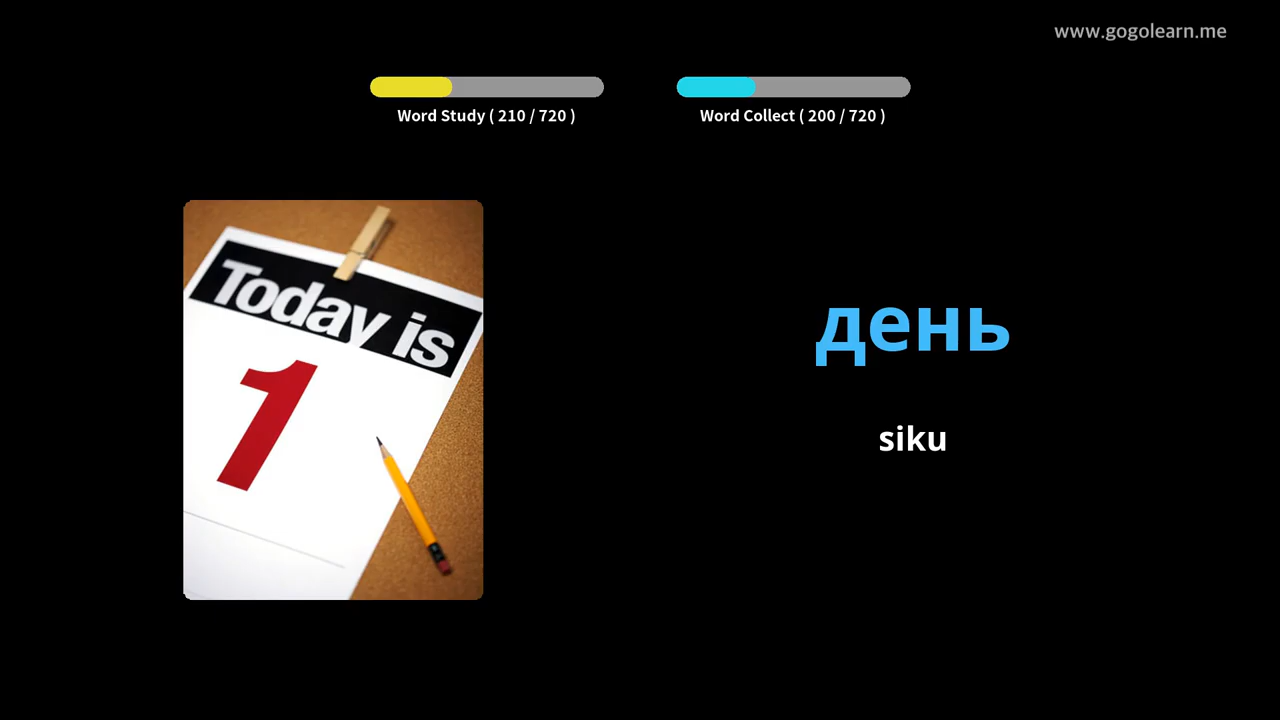 www.gogolearn.me
Word Study ( 210 / 720 )
Word Collect ( 200 / 720 )
Today is
1
день
siku